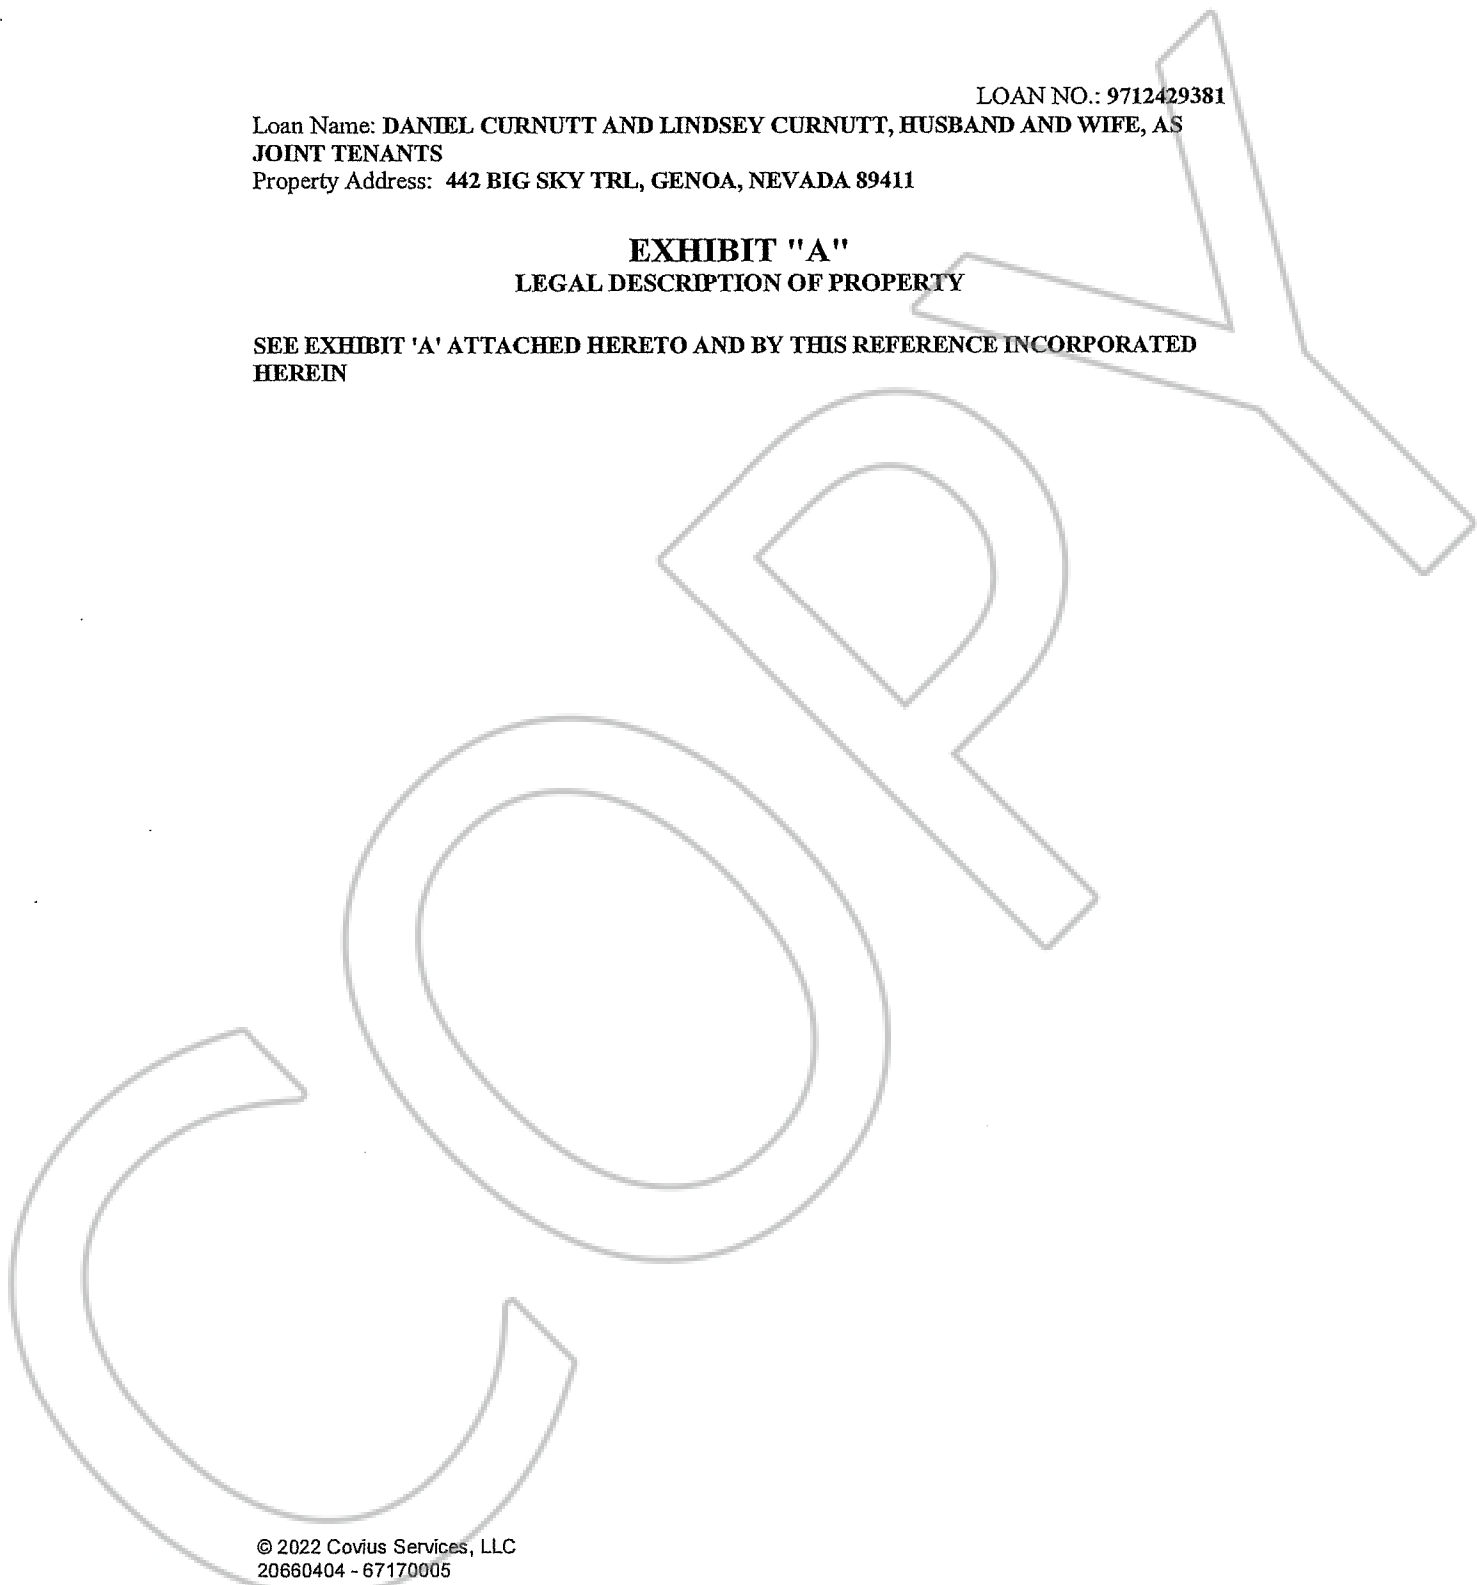 LOAN NO.: 9712429381
Loan Name: DANIEL CURNUTT AND LINDSEY CURNUTT, HUSBAND AND WIFE, AS
JOINT TENANTS
Property Address: 442 BIG SKY TRL, GENOA, NEVADA 89411
EXHIBIT "A"
LEGAL DESCRIPTION OF PROPERTY
SEE EXHIBIT 'A' ATTACHED HERETO AND BY THIS REFERENCE INCORPORATED
HEREIN
COPY
© 2022 Covius Services, LLC
20660404 - 67170005